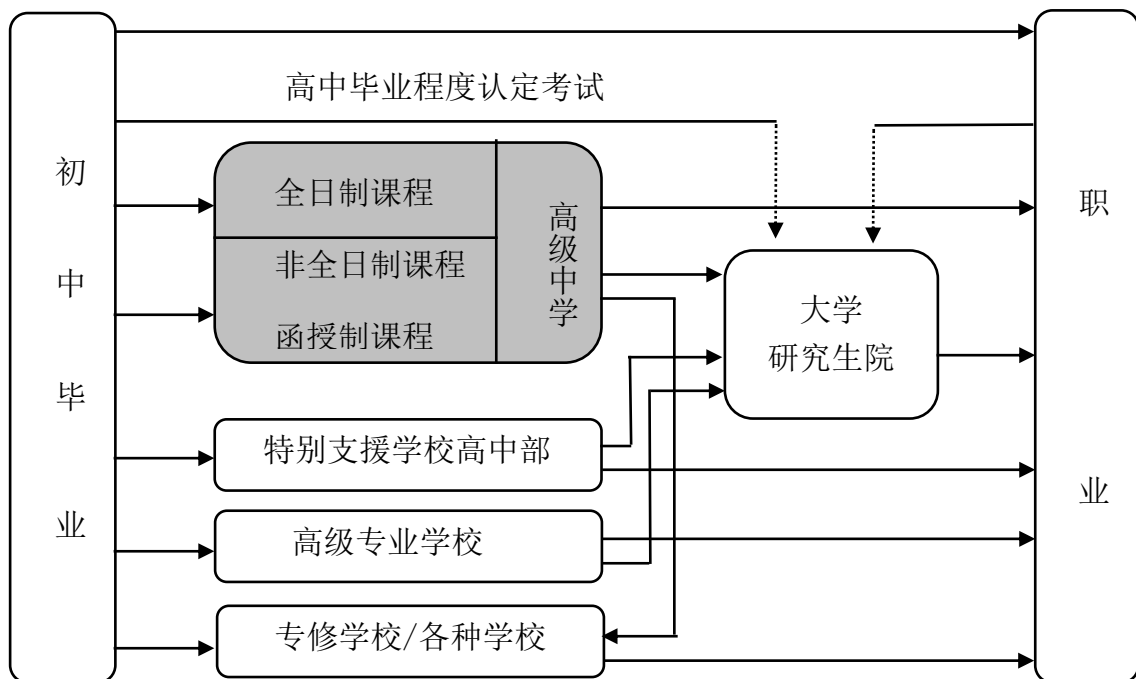 初中毕业
高中毕业程度认定考试
全日制课程
非全日制课程
函授制课程
高级中学
大学
研究生院
特别支援学校高中部
高级专业学校
专修学校/各种学校
职业